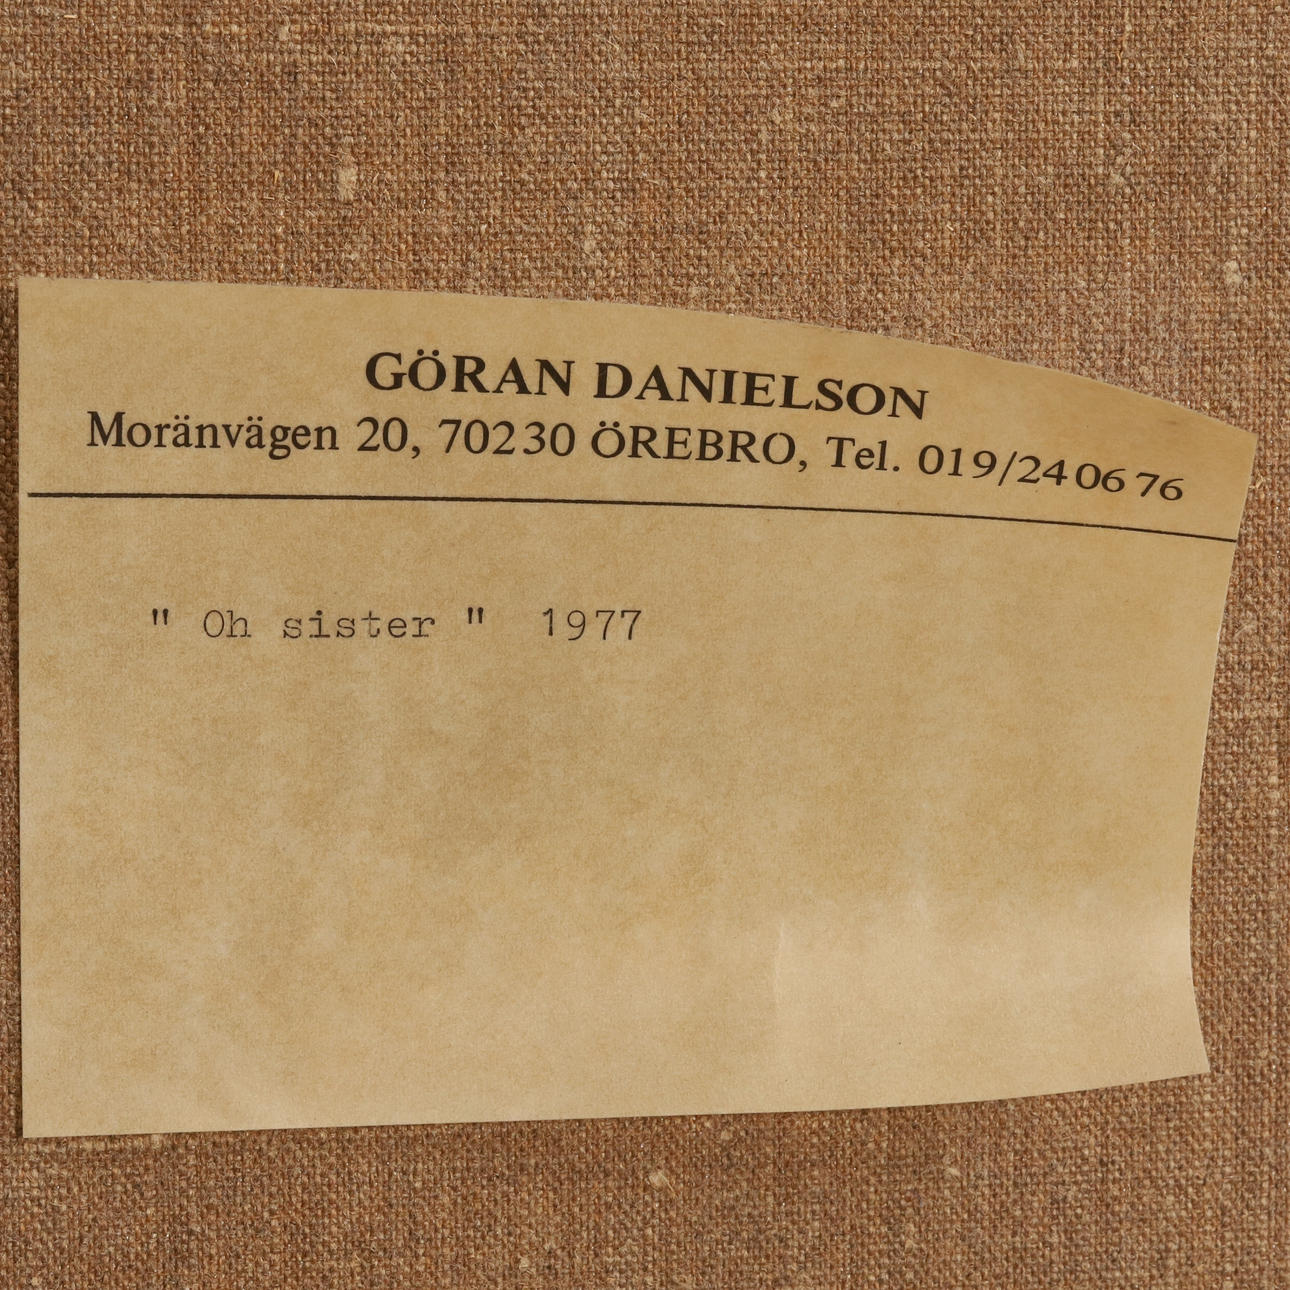 GÖRAN DANIELSON
Moränvägen 20, 70230 ÖREBRO, Tel. 019/24 06 76
" Oh sister " 1977